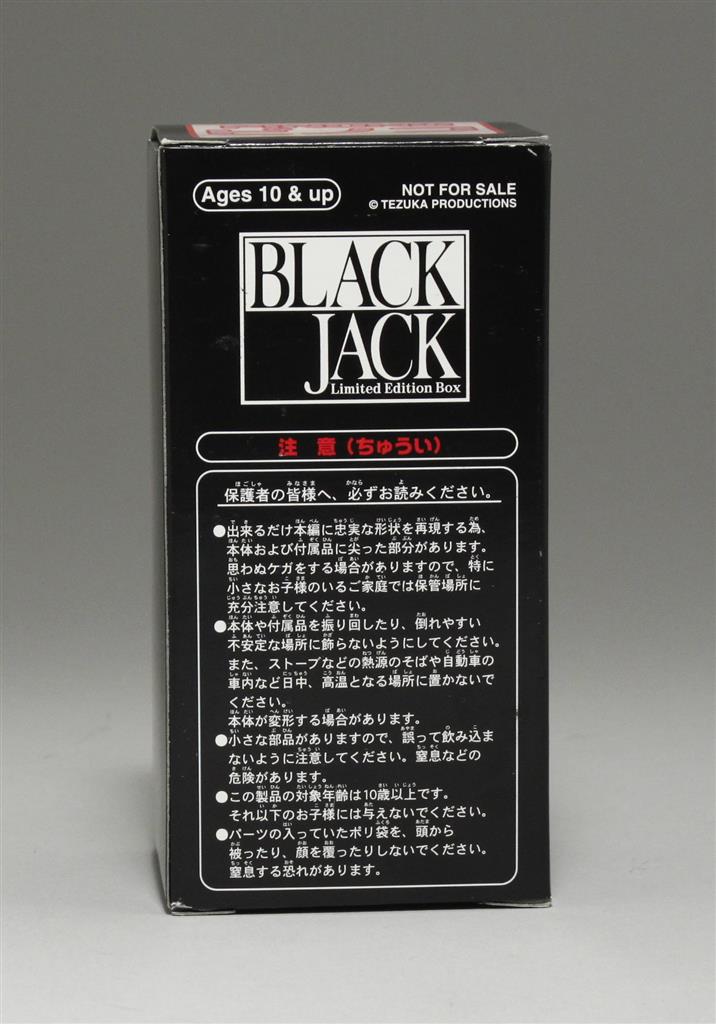 Ages 10 & up
NOT FOR SALE
© TEZUKA PRODUCTIONS
BLACK
JACK
Limited Edition Box
注 意(ちゅうい)
保護者の皆様へ、必ずお読みください。
●出来るだけ本編に忠実な形状を再現する為、
本体および付属品に尖った部分があります。
思わぬケガをする場合がありますので、特に
小さなお子様のいるご家庭では保管場所に
充分注意してください。
●本体や付属品を振り回したり、倒れやすい
不安定な場所に飾らないようにしてください。
また、ストーブなどの熱源のそばや自動車の
車内など日中、高温となる場所に置かないで
ください。
本体が変形する場合があります。
●小さな部品がありますので、誤って飲み込ま
ないように注意してください。窒息などの
危険があります。
●この製品の対象年齢は10歳以上です。
それ以下のお子様には与えないでください。
●パーツの入っていたポリ袋を、頭から
被ったり、顔を覆ったりしないでください。
窒息する恐れがあります。